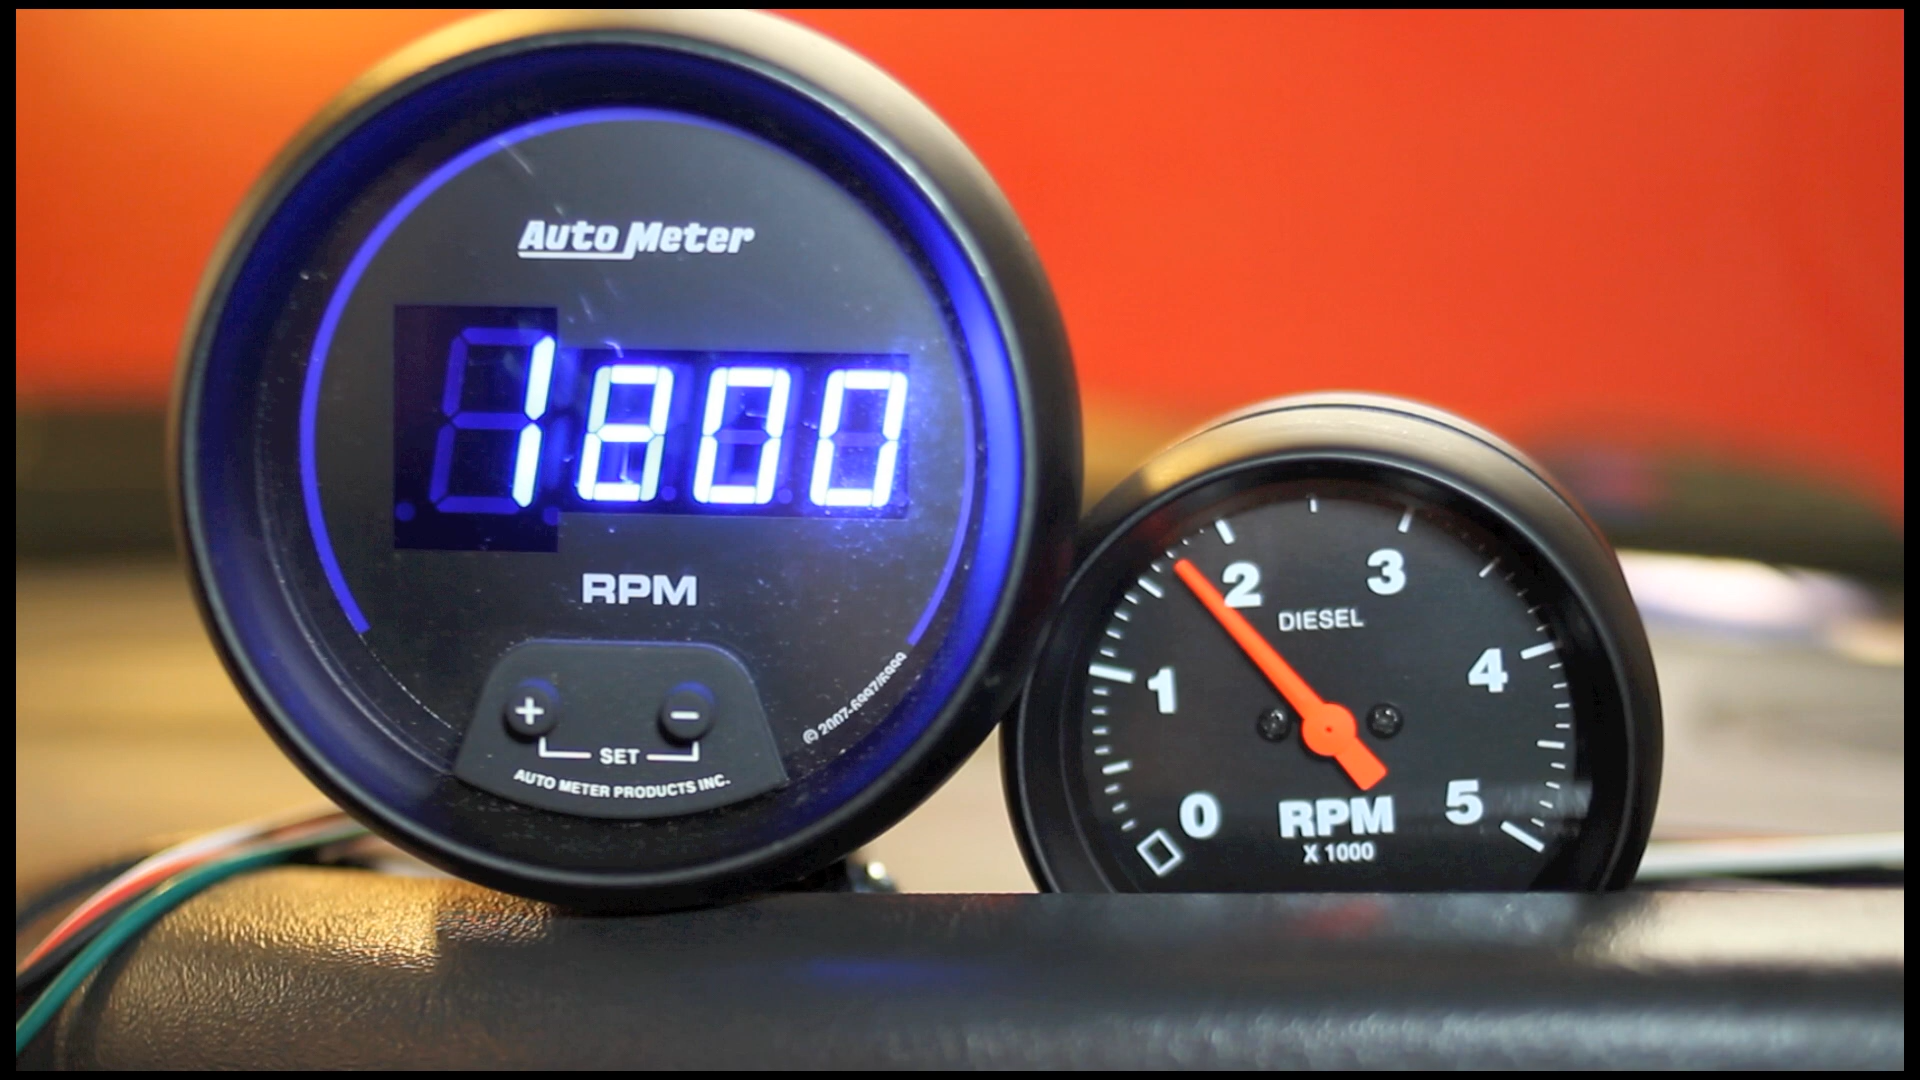 Auto Meter
1800
RPM
+ −
SET
AUTO METER PRODUCTS INC.
© 2007-6997/6999
0 1 2 3 4 5
DIESEL
RPM
X 1000